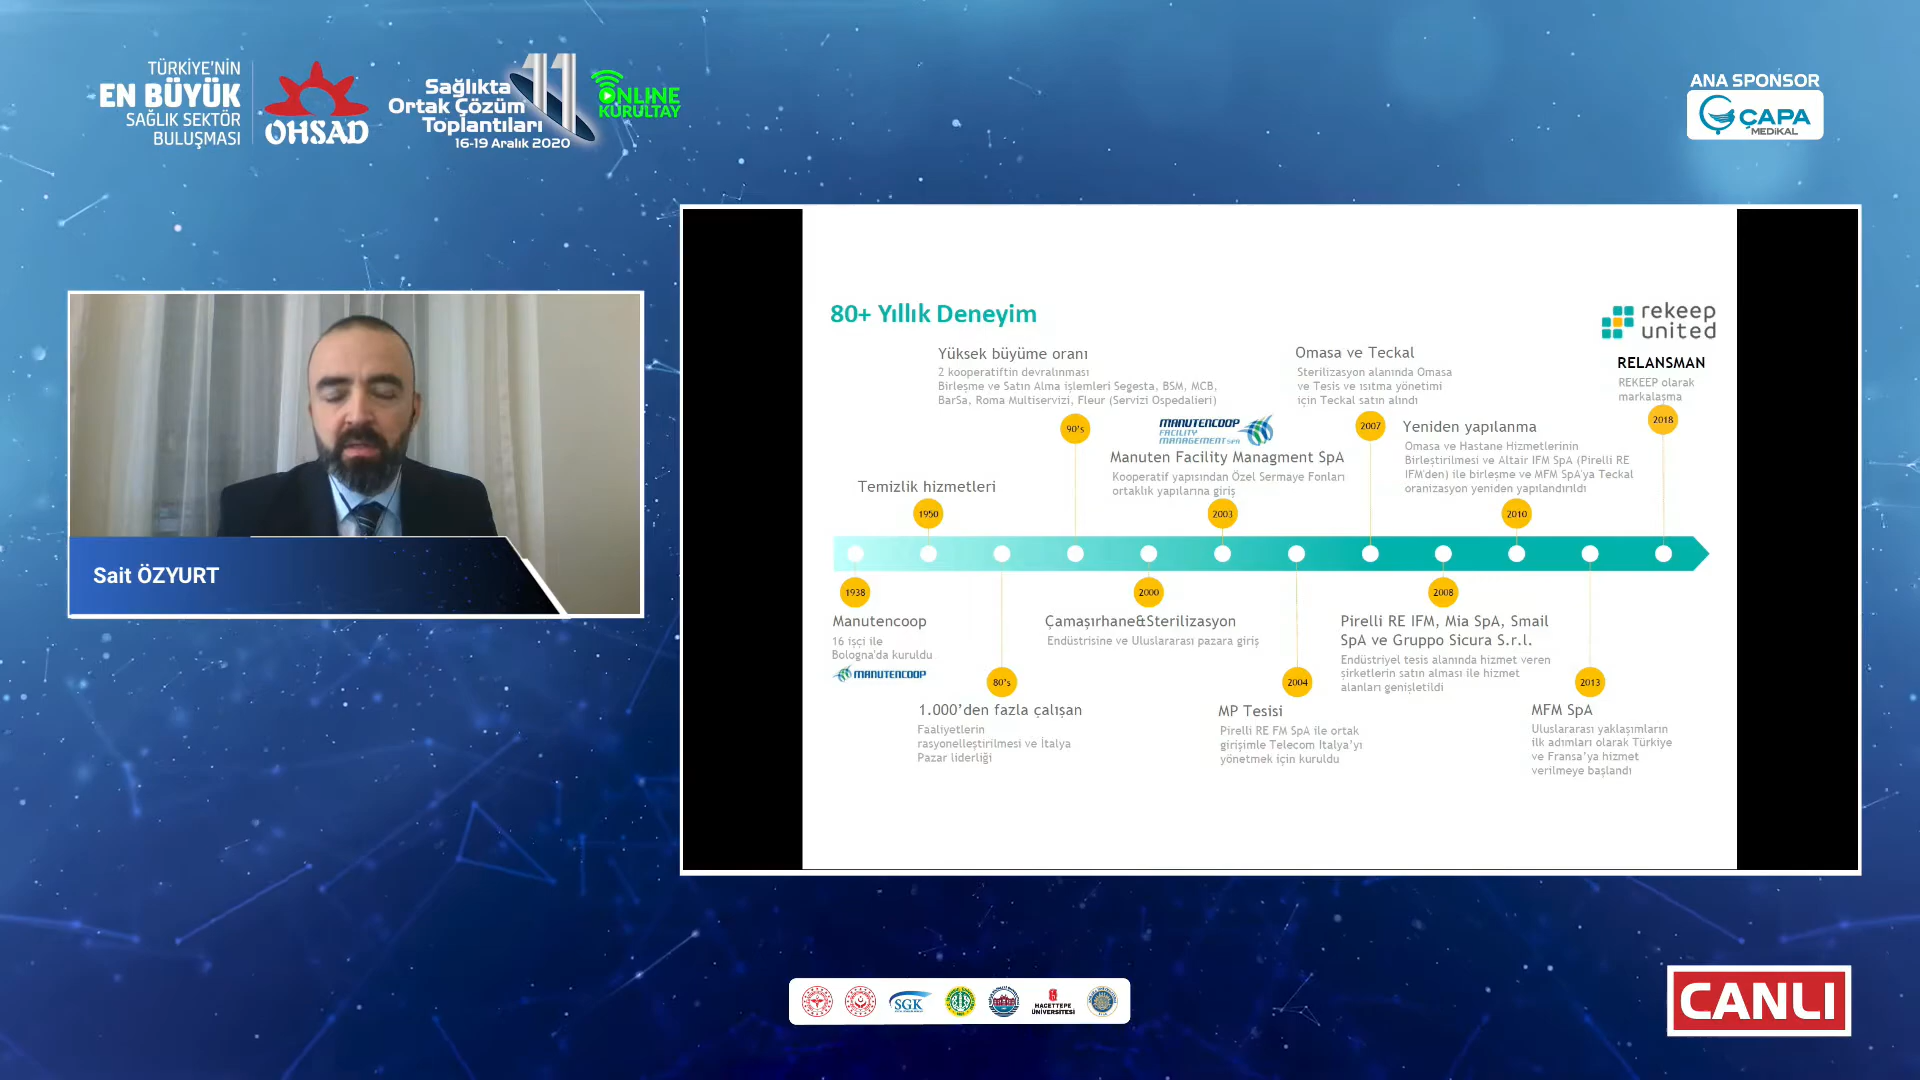 TÜRKİYE'NİN
EN BÜYÜK
SAĞLIK SEKTÖR
BULUŞMASI
OHSAD
Sağlıkta
Ortak Çözüm
Toplantıları
11
16-19 Aralık 2020
ONLINE
KURULTAY
ANA SPONSOR
ÇAPA
MEDİKAL
Sait ÖZYURT
80+ Yıllık Deneyim
rekeep
united
RELANSMAN
REKEEP olarak
markalaşma
2018
Yüksek büyüme oranı
2 kooperatiftin devralınması
Birleşme ve Satın Alma işlemleri Segesta, BSM, MCB,
BarSa, Roma Multiservizi, Fleur (Servizi Ospedalieri)
90's
Omasa ve Teckal
Sterilizasyon alanında Omasa
ve Tesis ve ısıtma yönetimi
için Teckal satın alındı
2007
MANUTENCOOP
FACILITY
MANAGEMENT SPA
Manuten Facility Managment SpA
Kooperatif yapısından Özel Sermaye Fonları
ortaklık yapılarına giriş
2003
Yeniden yapılanma
Omasa ve Hastane Hizmetlerinin
Birleştirilmesi ve Altair IFM SpA (Pirelli RE
IFM'den) ile birleşme ve MFM SpA'ya Teckal
oranizasyon yeniden yapılandırıldı
2010
Temizlik hizmetleri
1950
1938
Manutencoop
16 işçi ile
Bologna'da kuruldu
MANUTENCOOP
80's
1.000'den fazla çalışan
Faaliyetlerin
rasyonelleştirilmesi ve İtalya
Pazar liderliği
2000
Çamaşırhane&Sterilizasyon
Endüstrisine ve Uluslararası pazara giriş
2004
MP Tesisi
Pirelli RE FM SpA ile ortak
girişimle Telecom Italya'yı
yönetmek için kuruldu
2008
Pirelli RE IFM, Mia SpA, Smail
SpA ve Gruppo Sicura S.r.l.
Endüstriyel tesis alanında hizmet veren
şirketlerin satın alması ile hizmet
alanları genişletildi
2013
MFM SpA
Uluslararası yaklaşımların
ilk adımları olarak Türkiye
ve Fransa'ya hizmet
verilmeye başlandı
SGK
HACETTEPE
ÜNİVERSİTESİ
CANLI